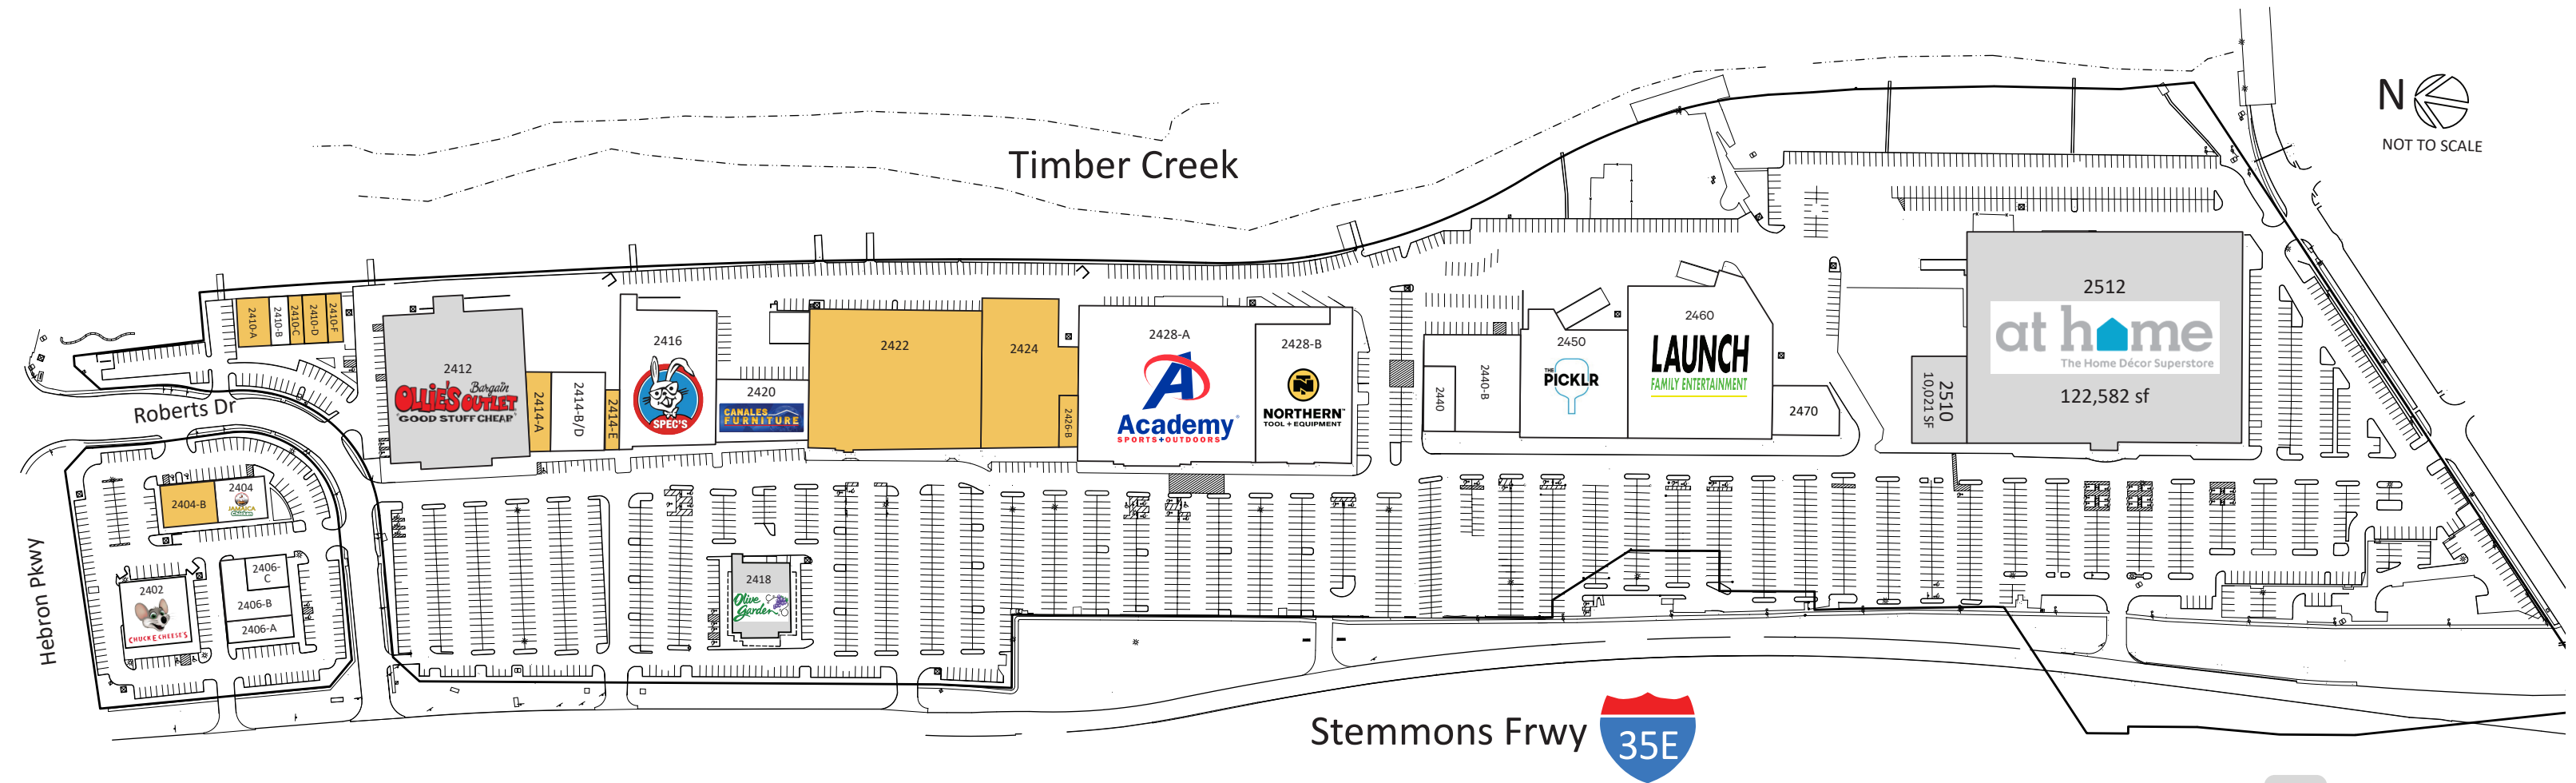 N
NOT TO SCALE
Timber Creek
2410-A
2410-B
2410-C
2410-D
2410-F
2412
OLLIE'S Bargain
OUTLET
"GOOD STUFF CHEAP"
2414-A
2414-B/D
2414-E
2416
SPEC'S
2420
CANALES
FURNITURE
2422
2424
2426-B
2428-A
Academy
SPORTS+OUTDOORS
2428-B
NORTHERN
TOOL + EQUIPMENT
2440
2440-B
2450
THE
PICKLR
2460
LAUNCH
FAMILY ENTERTAINMENT
2470
2510
10,021 SF
2512
at home
The Home Décor Superstore
122,582 sf
Roberts Dr
Hebron Pkwy
2404-B
2404
JAMAICA
2402
CHUCK E CHEESE'S
2406-
C
2406-B
2406-A
2418
Olive
Garden
Stemmons Frwy
35E